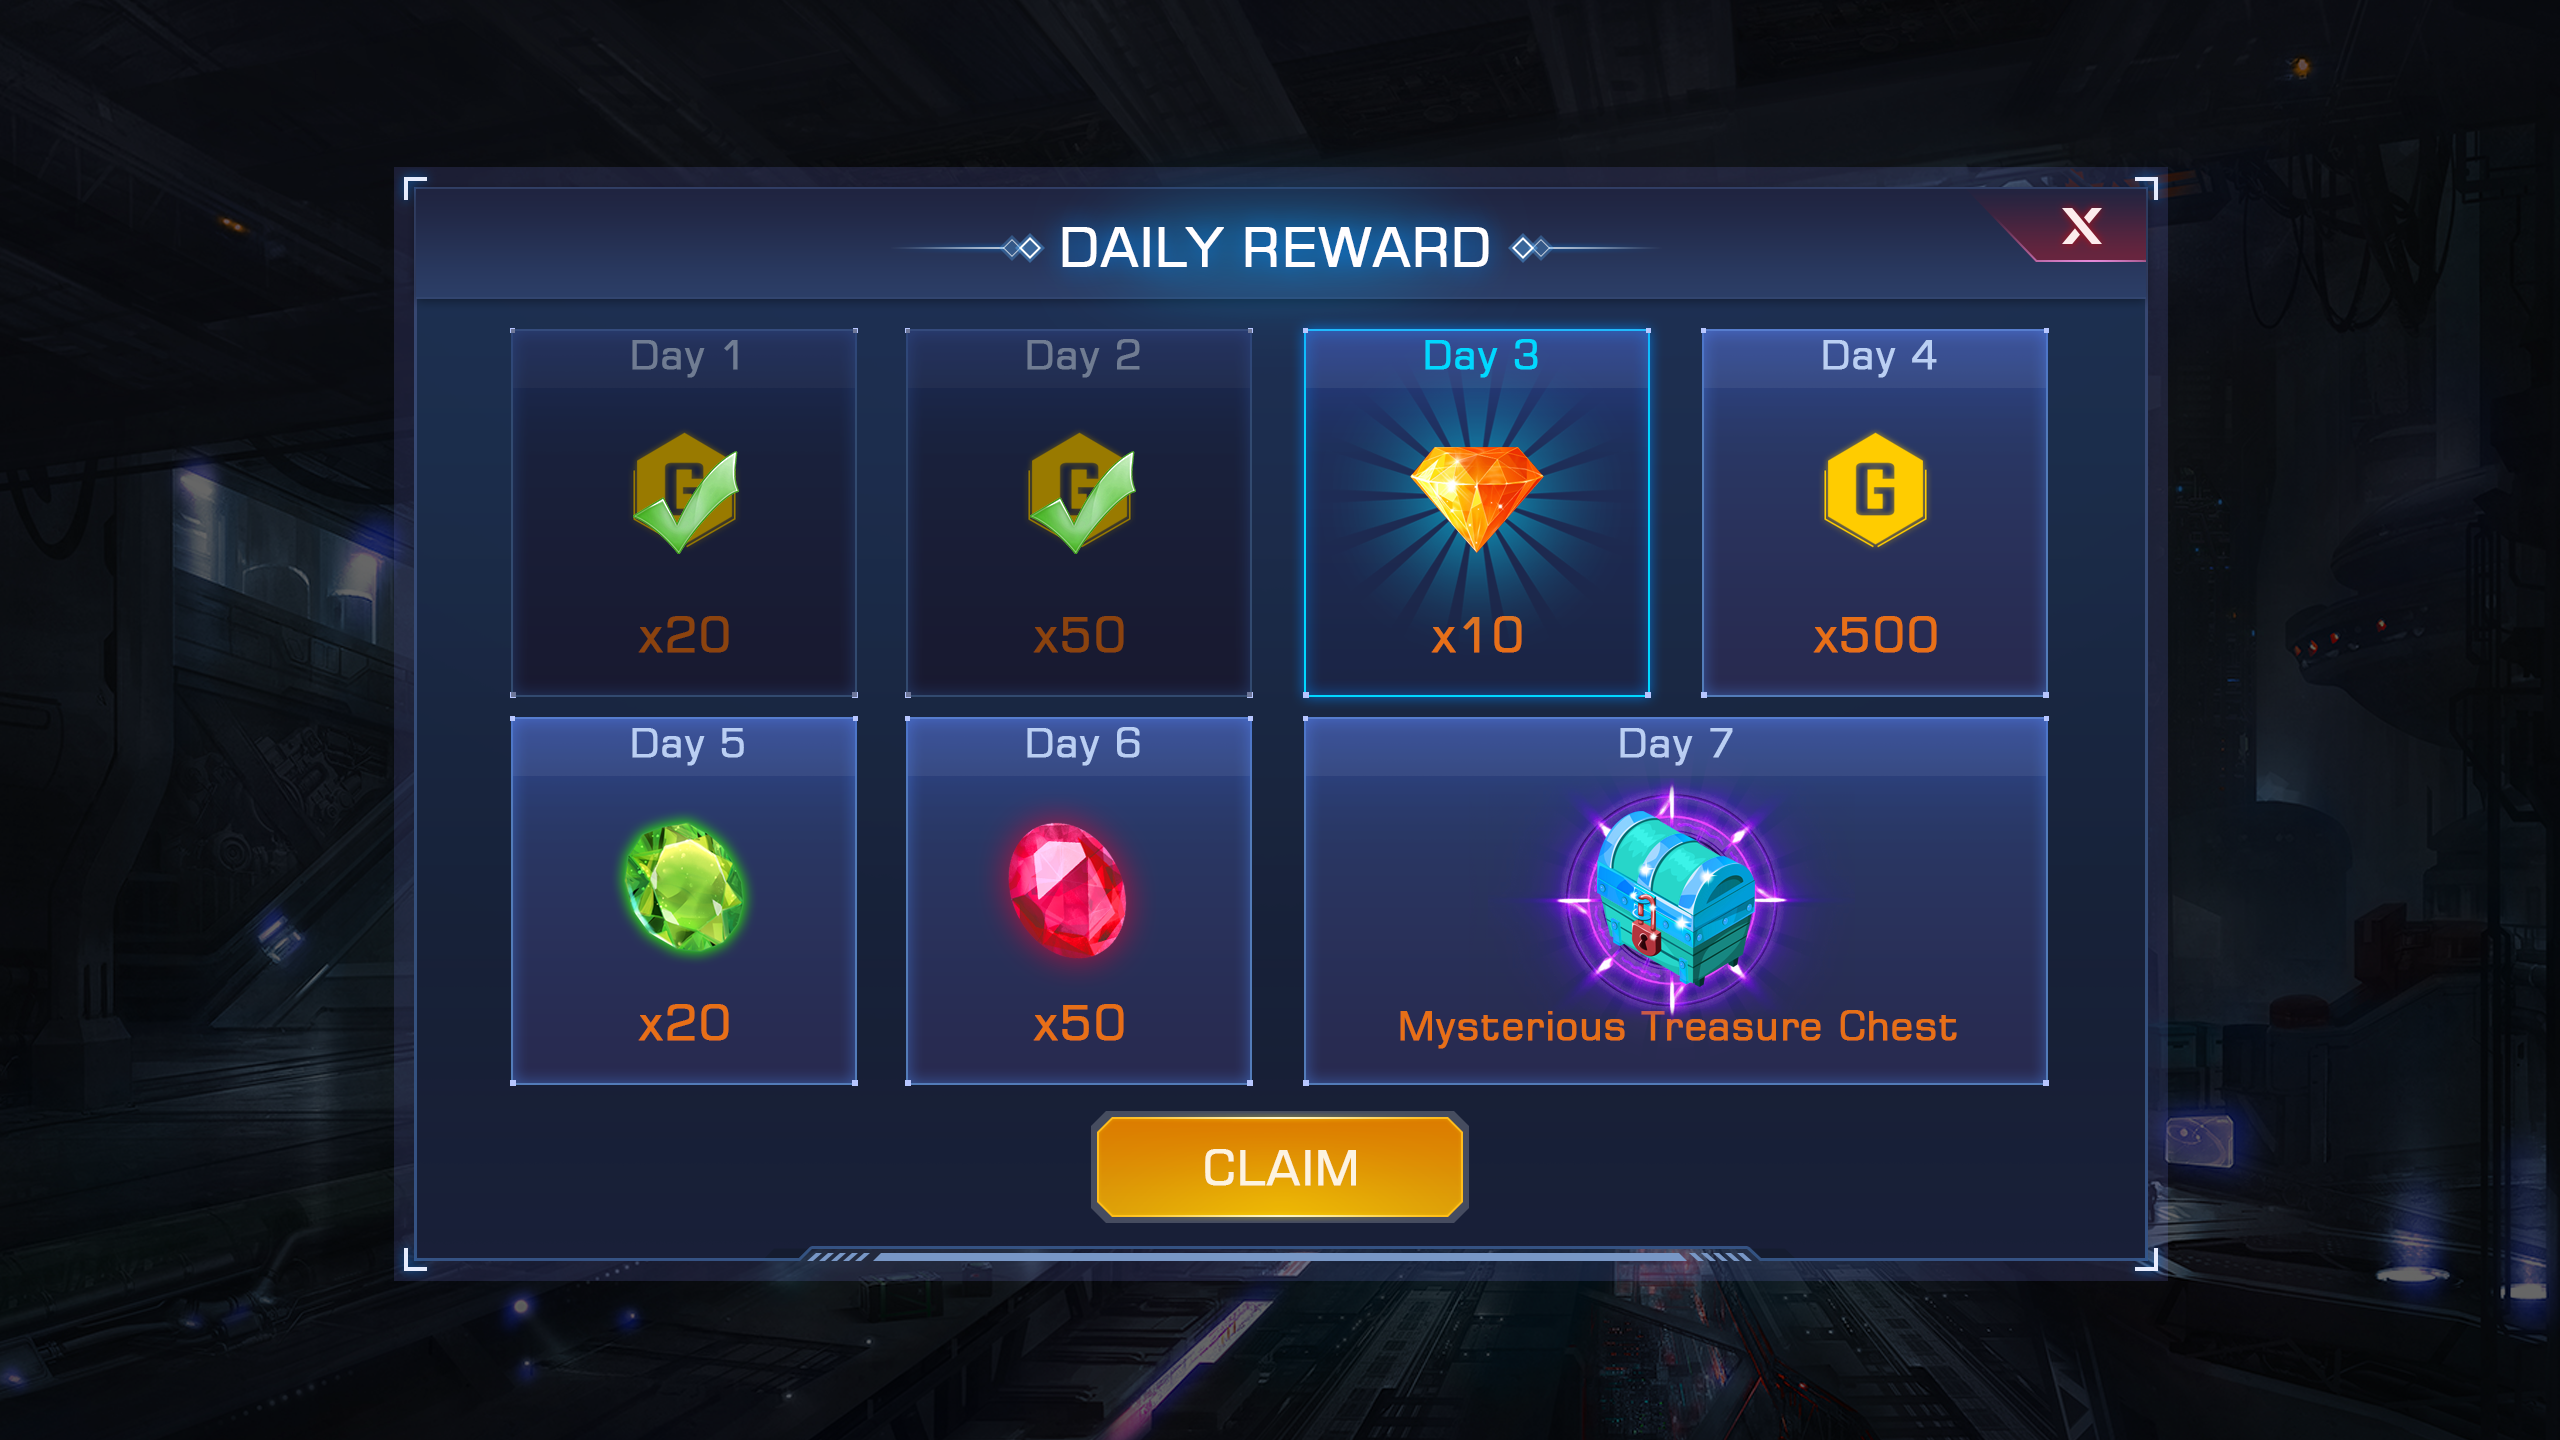 DAILY REWARD
X
Day 1
Day 2
Day 3
Day 4
G
G
G
x20
x50
x10
x500
Day 5
Day 6
Day 7
x20
x50
Mysterious Treasure Chest
CLAIM